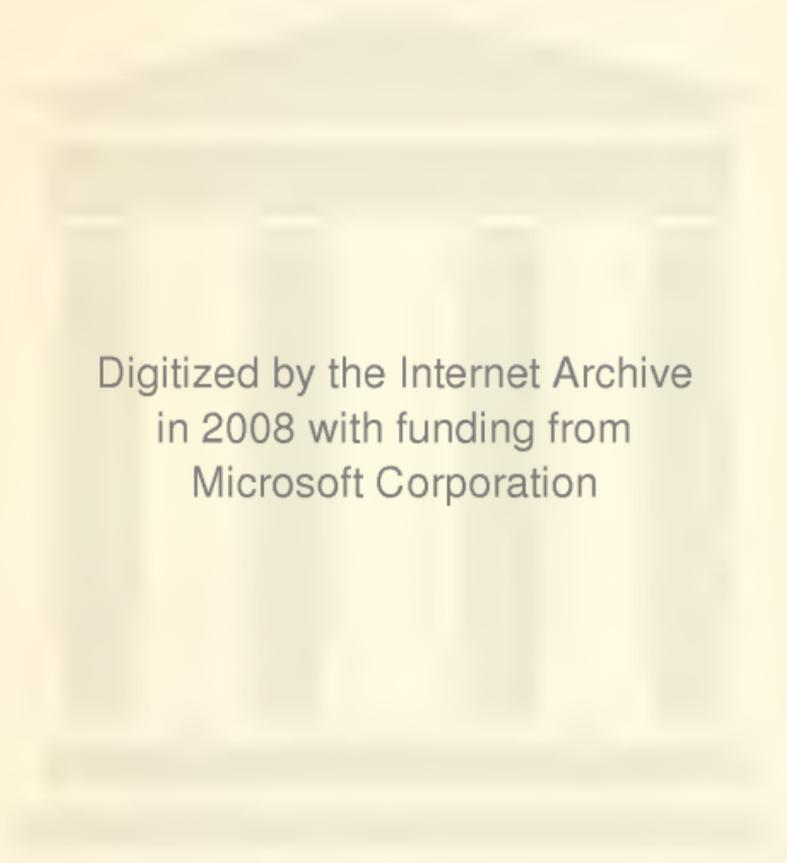 Digitized by the Internet Archive
in 2008 with funding from
Microsoft Corporation